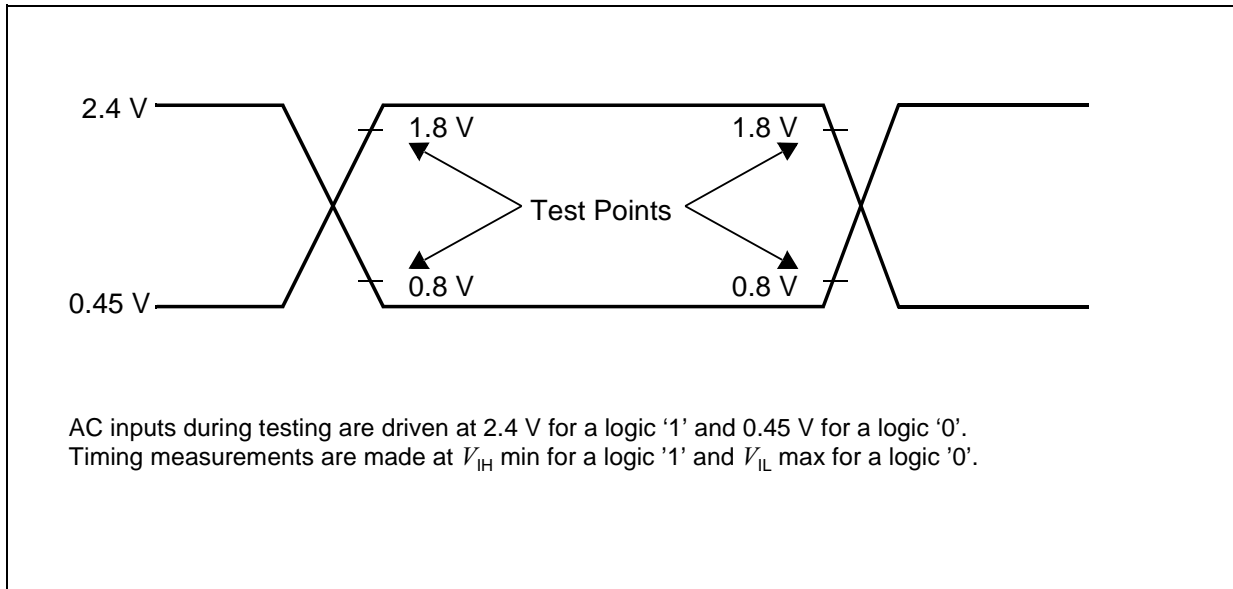 2.4 V
1.8 V
1.8 V
Test Points
0.8 V
0.8 V
0.45 V
AC inputs during testing are driven at 2.4 V for a logic ‘1’ and 0.45 V for a logic ‘0’.
Timing measurements are made at VIH min for a logic '1' and VIL max for a logic '0'.